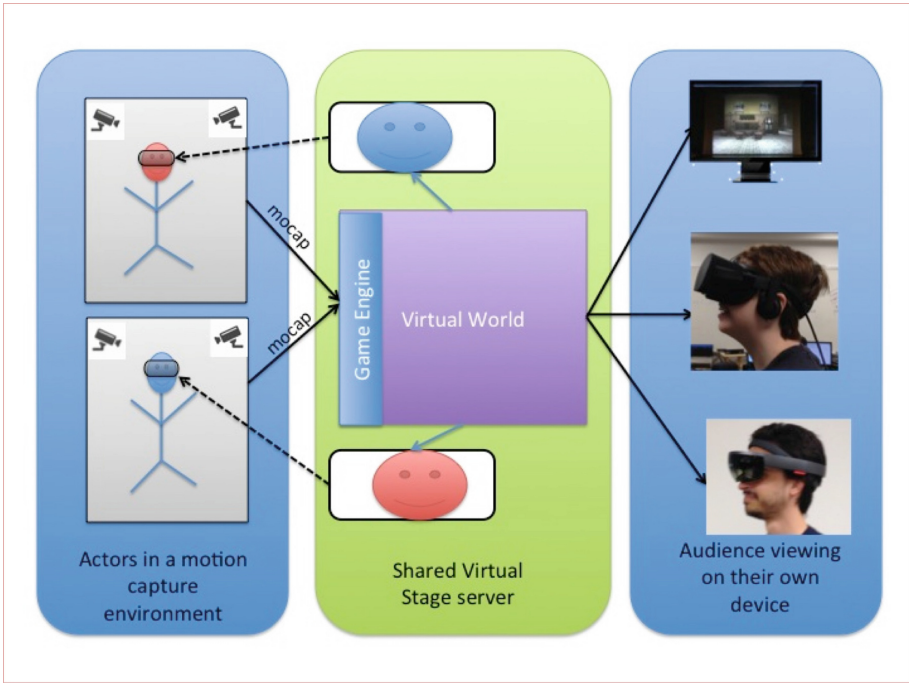 mocap
mocap
Actors in a motion
capture
environment
Game Engine
Virtual World
Shared Virtual
Stage server
Audience viewing
on their own
device